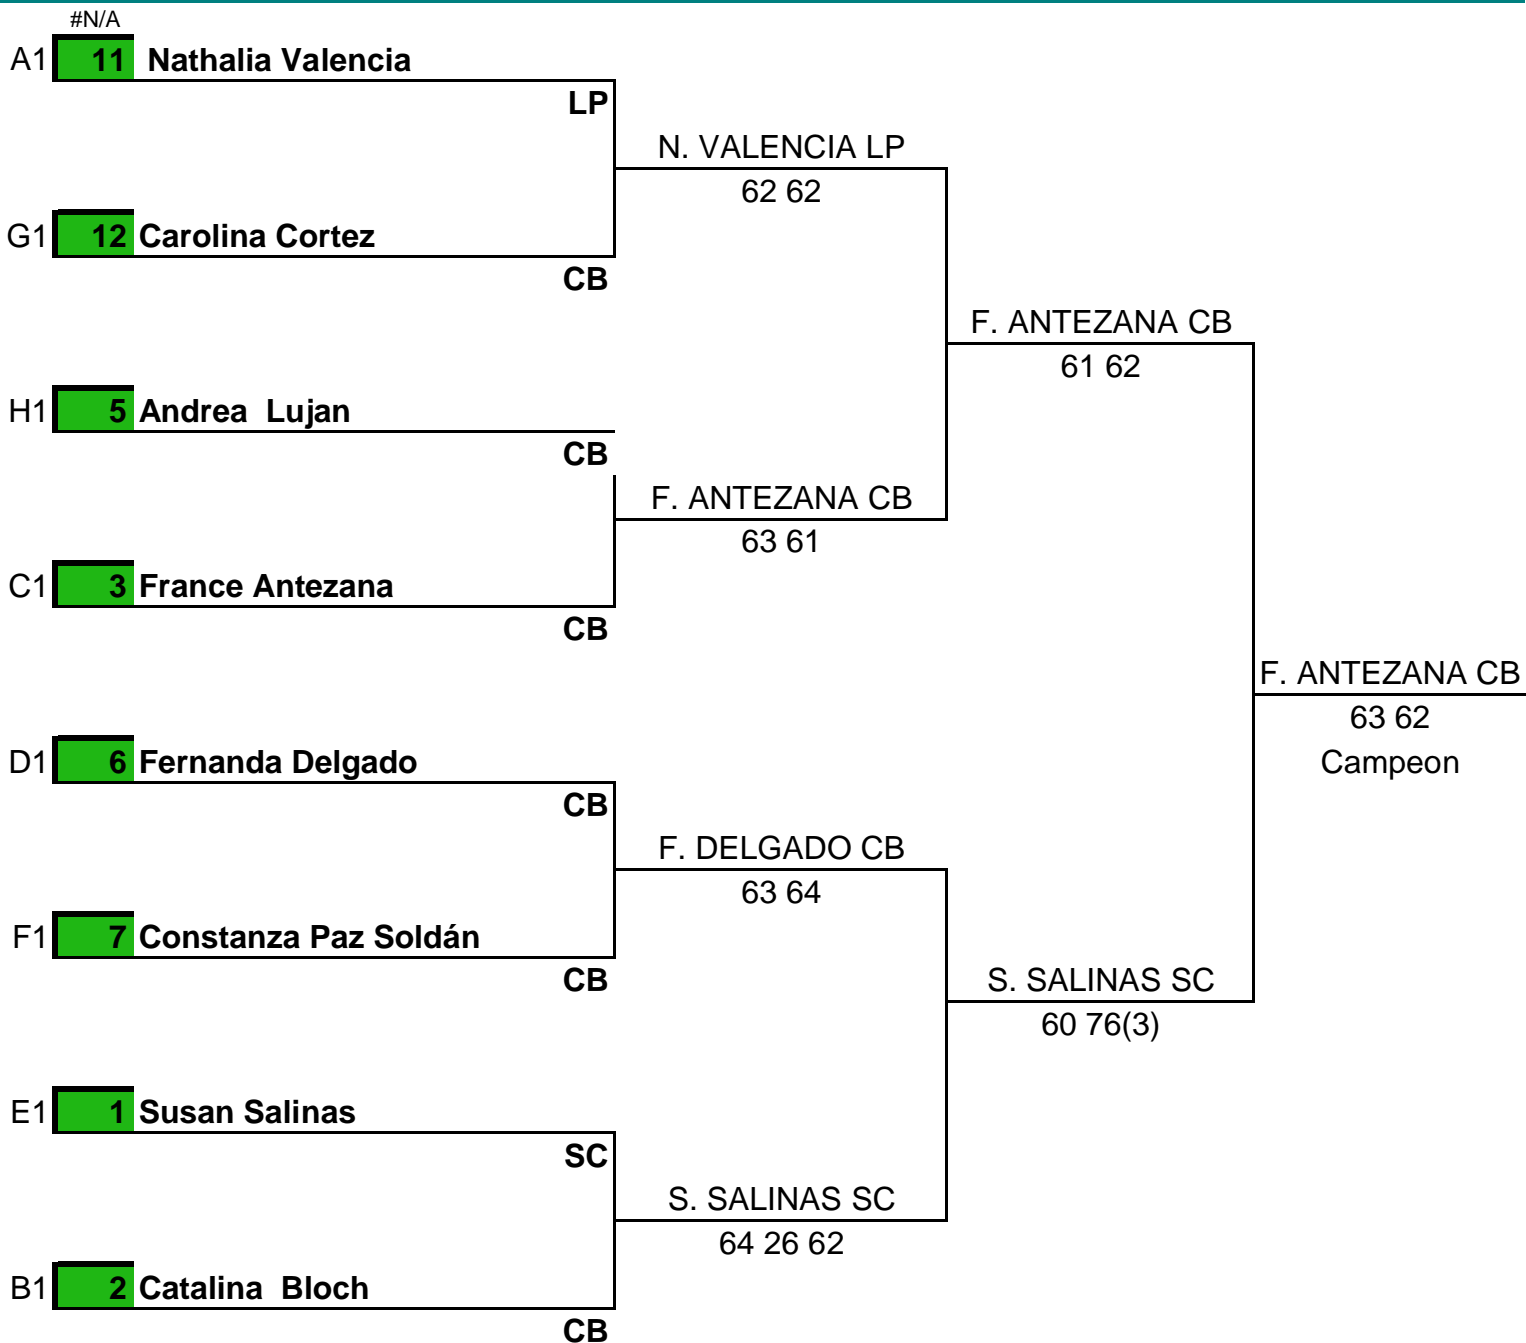 #N/A
A1 11 Nathalia Valencia
LP
N. VALENCIA LP
62 62
G1 12 Carolina Cortez
CB
F. ANTEZANA CB
61 62
H1 5 Andrea  Lujan
CB
F. ANTEZANA CB
63 61
C1 3 France Antezana
CB
F. ANTEZANA CB
63 62
Campeon
D1 6 Fernanda Delgado
CB
F. DELGADO CB
63 64
F1 7 Constanza Paz Soldán
CB
S. SALINAS SC
60 76(3)
E1 1 Susan Salinas
SC
S. SALINAS SC
64 26 62
B1 2 Catalina  Bloch
CB